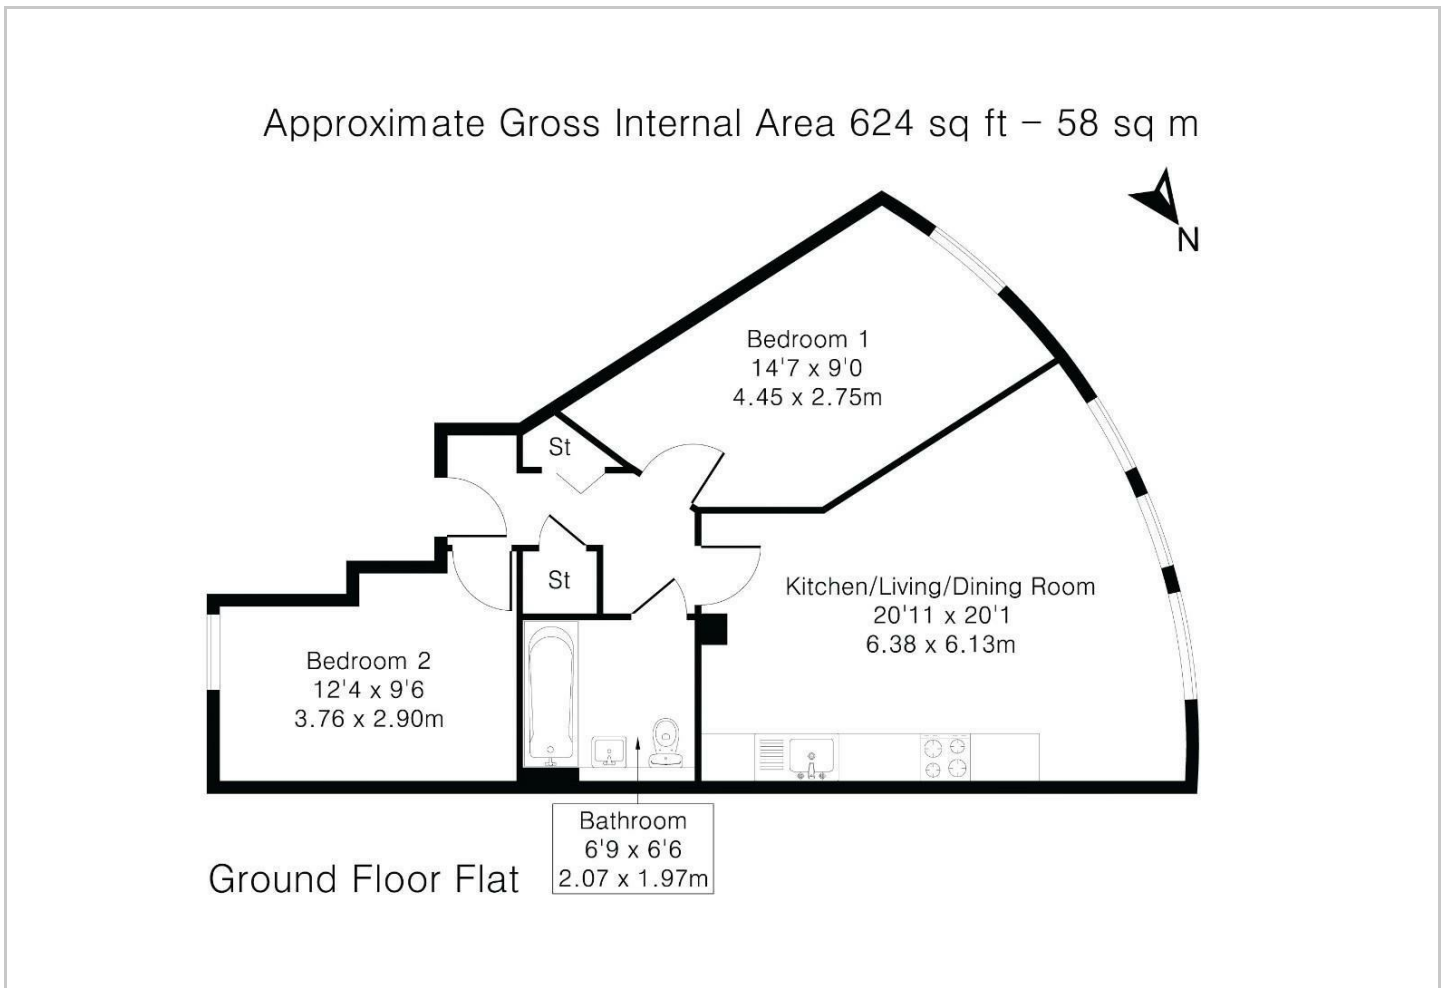 Approximate Gross Internal Area 624 sq ft – 58 sq m
N
Bedroom 1
14'7 x 9'0
4.45 x 2.75m
St
St
Kitchen/Living/Dining Room
20'11 x 20'1
6.38 x 6.13m
Bedroom 2
12'4 x 9'6
3.76 x 2.90m
Bathroom
6'9 x 6'6
2.07 x 1.97m
Ground Floor Flat